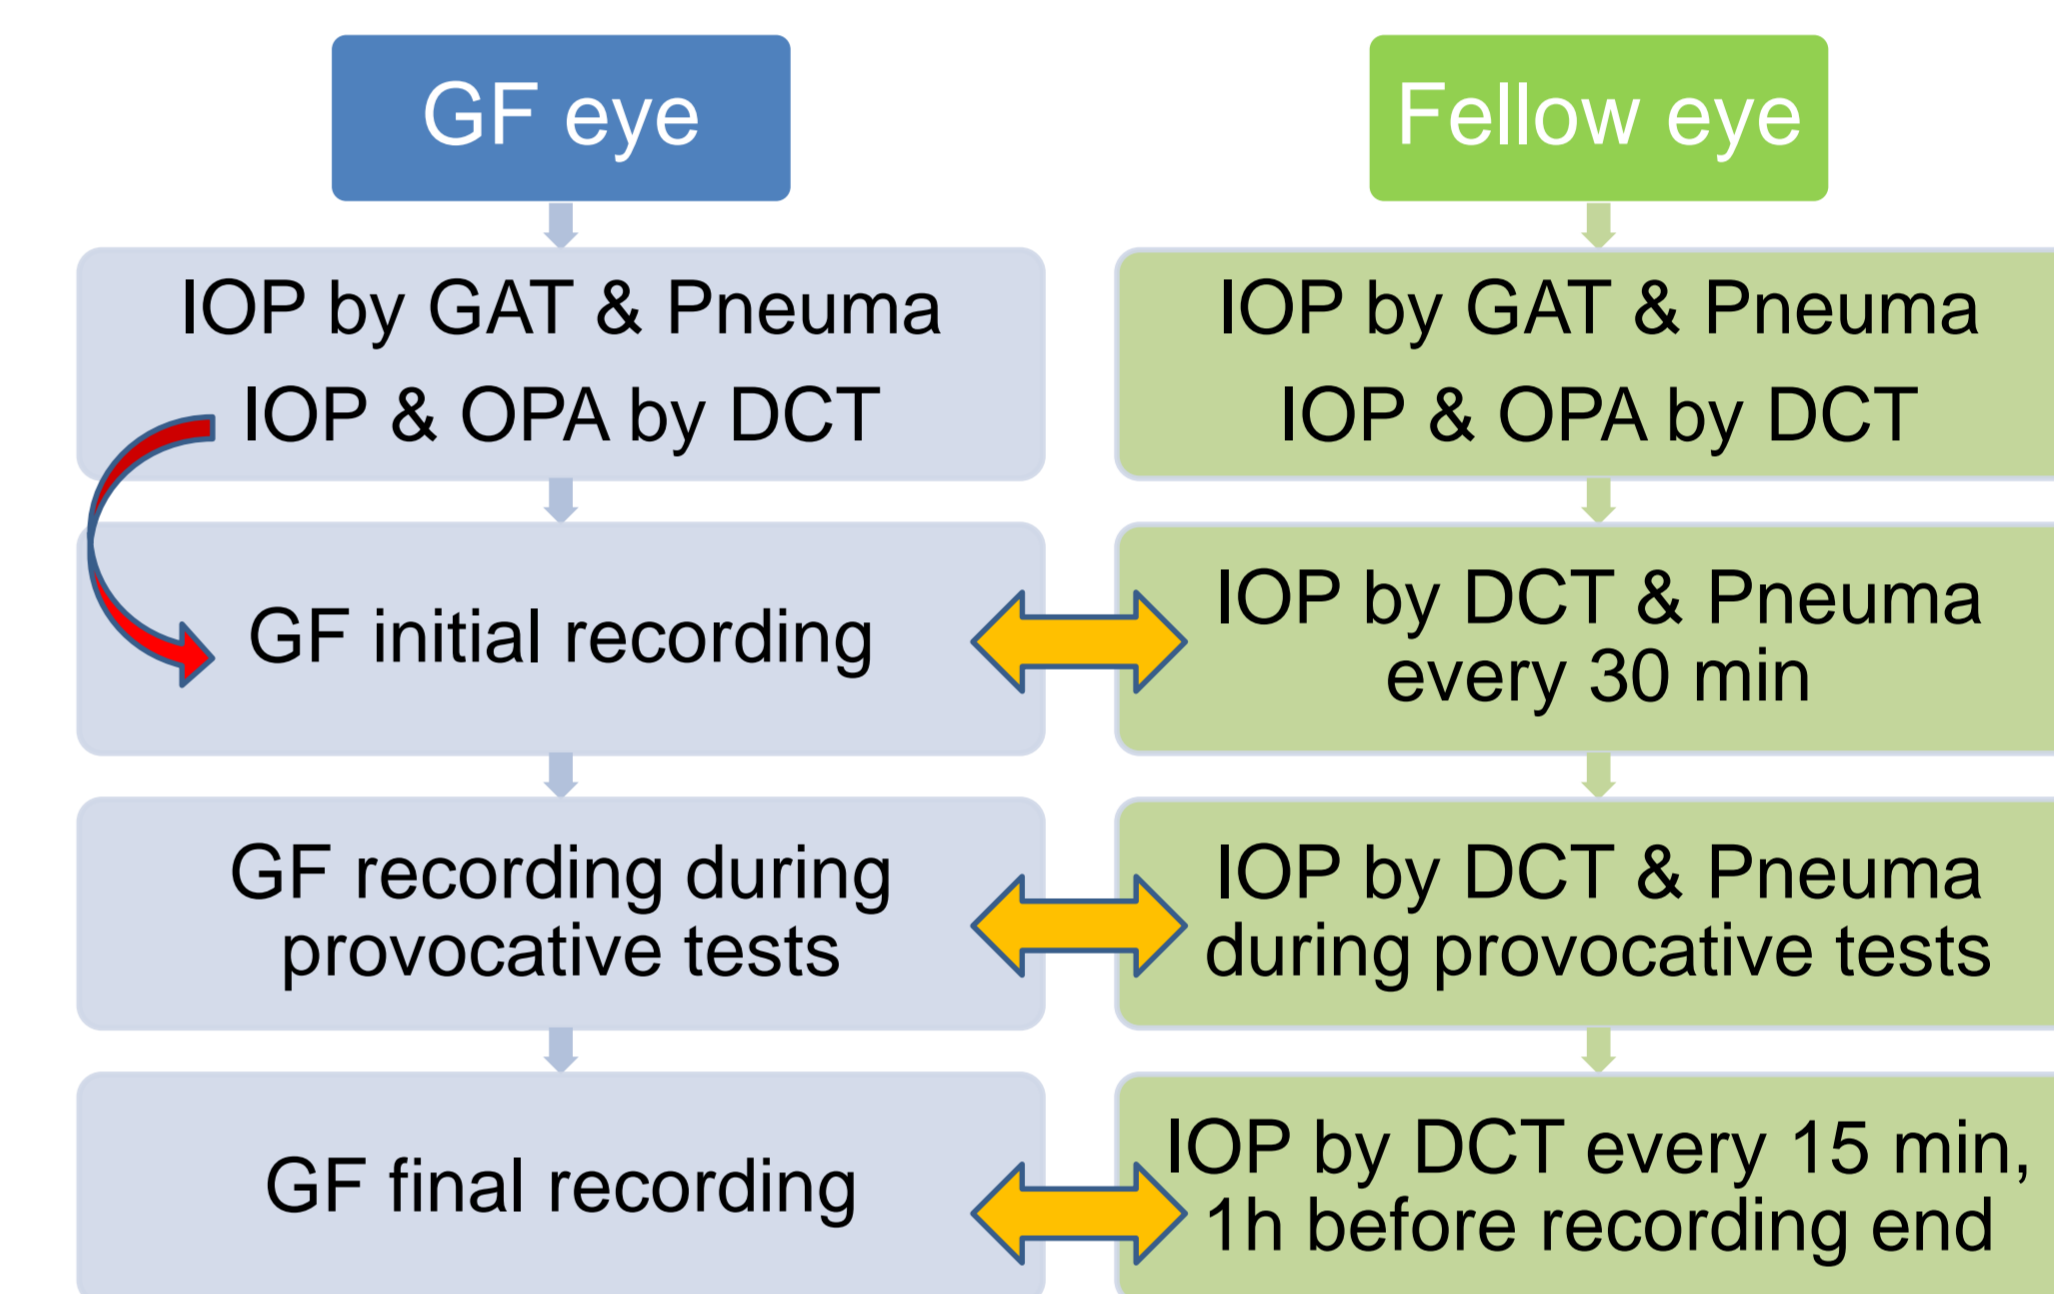 GF eye
Fellow eye
IOP by GAT & Pneuma
IOP & OPA by DCT
IOP by GAT & Pneuma
IOP & OPA by DCT
GF initial recording
IOP by DCT & Pneuma
every 30 min
GF recording during
provocative tests
IOP by DCT & Pneuma
during provocative tests
GF final recording
IOP by DCT every 15 min,
1h before recording end